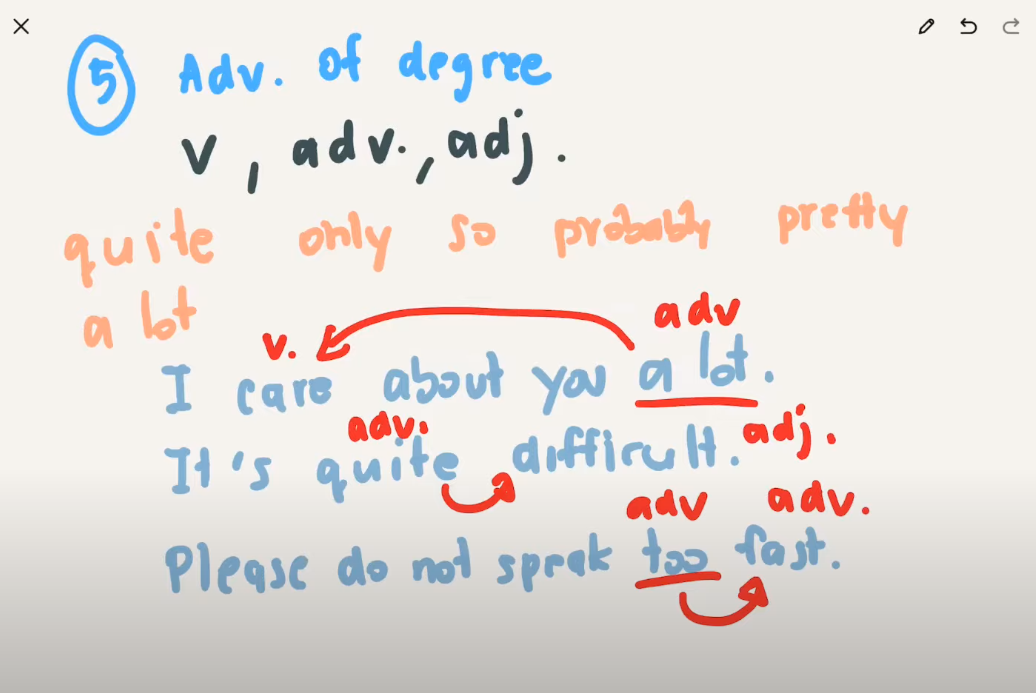 5 Adv. of degree
v, adv., adj.
quite only so probably pretty
a lot
v. adv
I care about you a lot.
adv. adj.
It's quite difficult.
adv adv.
Please do not speak too fast.